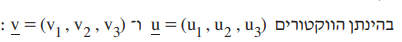 בהינתן הווקטורים u = (u₁ , u₂ , u₃) ו־ v = (v₁ , v₂ , v₃) :